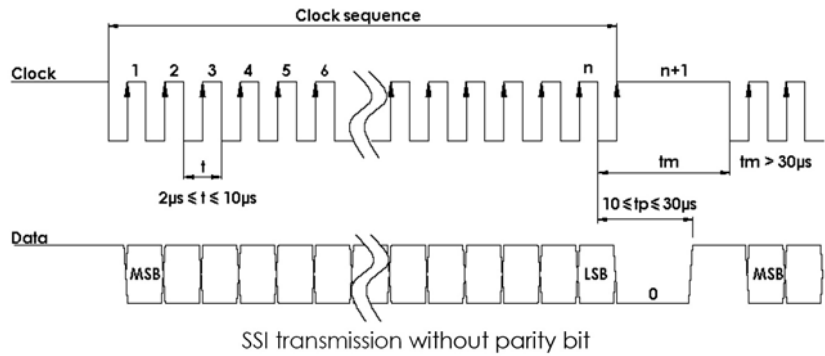 Clock sequence
Clock
1 2 3 4 5 6 n n+1
t
2µs ⩽ t ⩽ 10µs
tm
tm > 30µs
10 ⩽ tp ⩽ 30µs
Data
MSB LSB 0 MSB
SSI transmission without parity bit